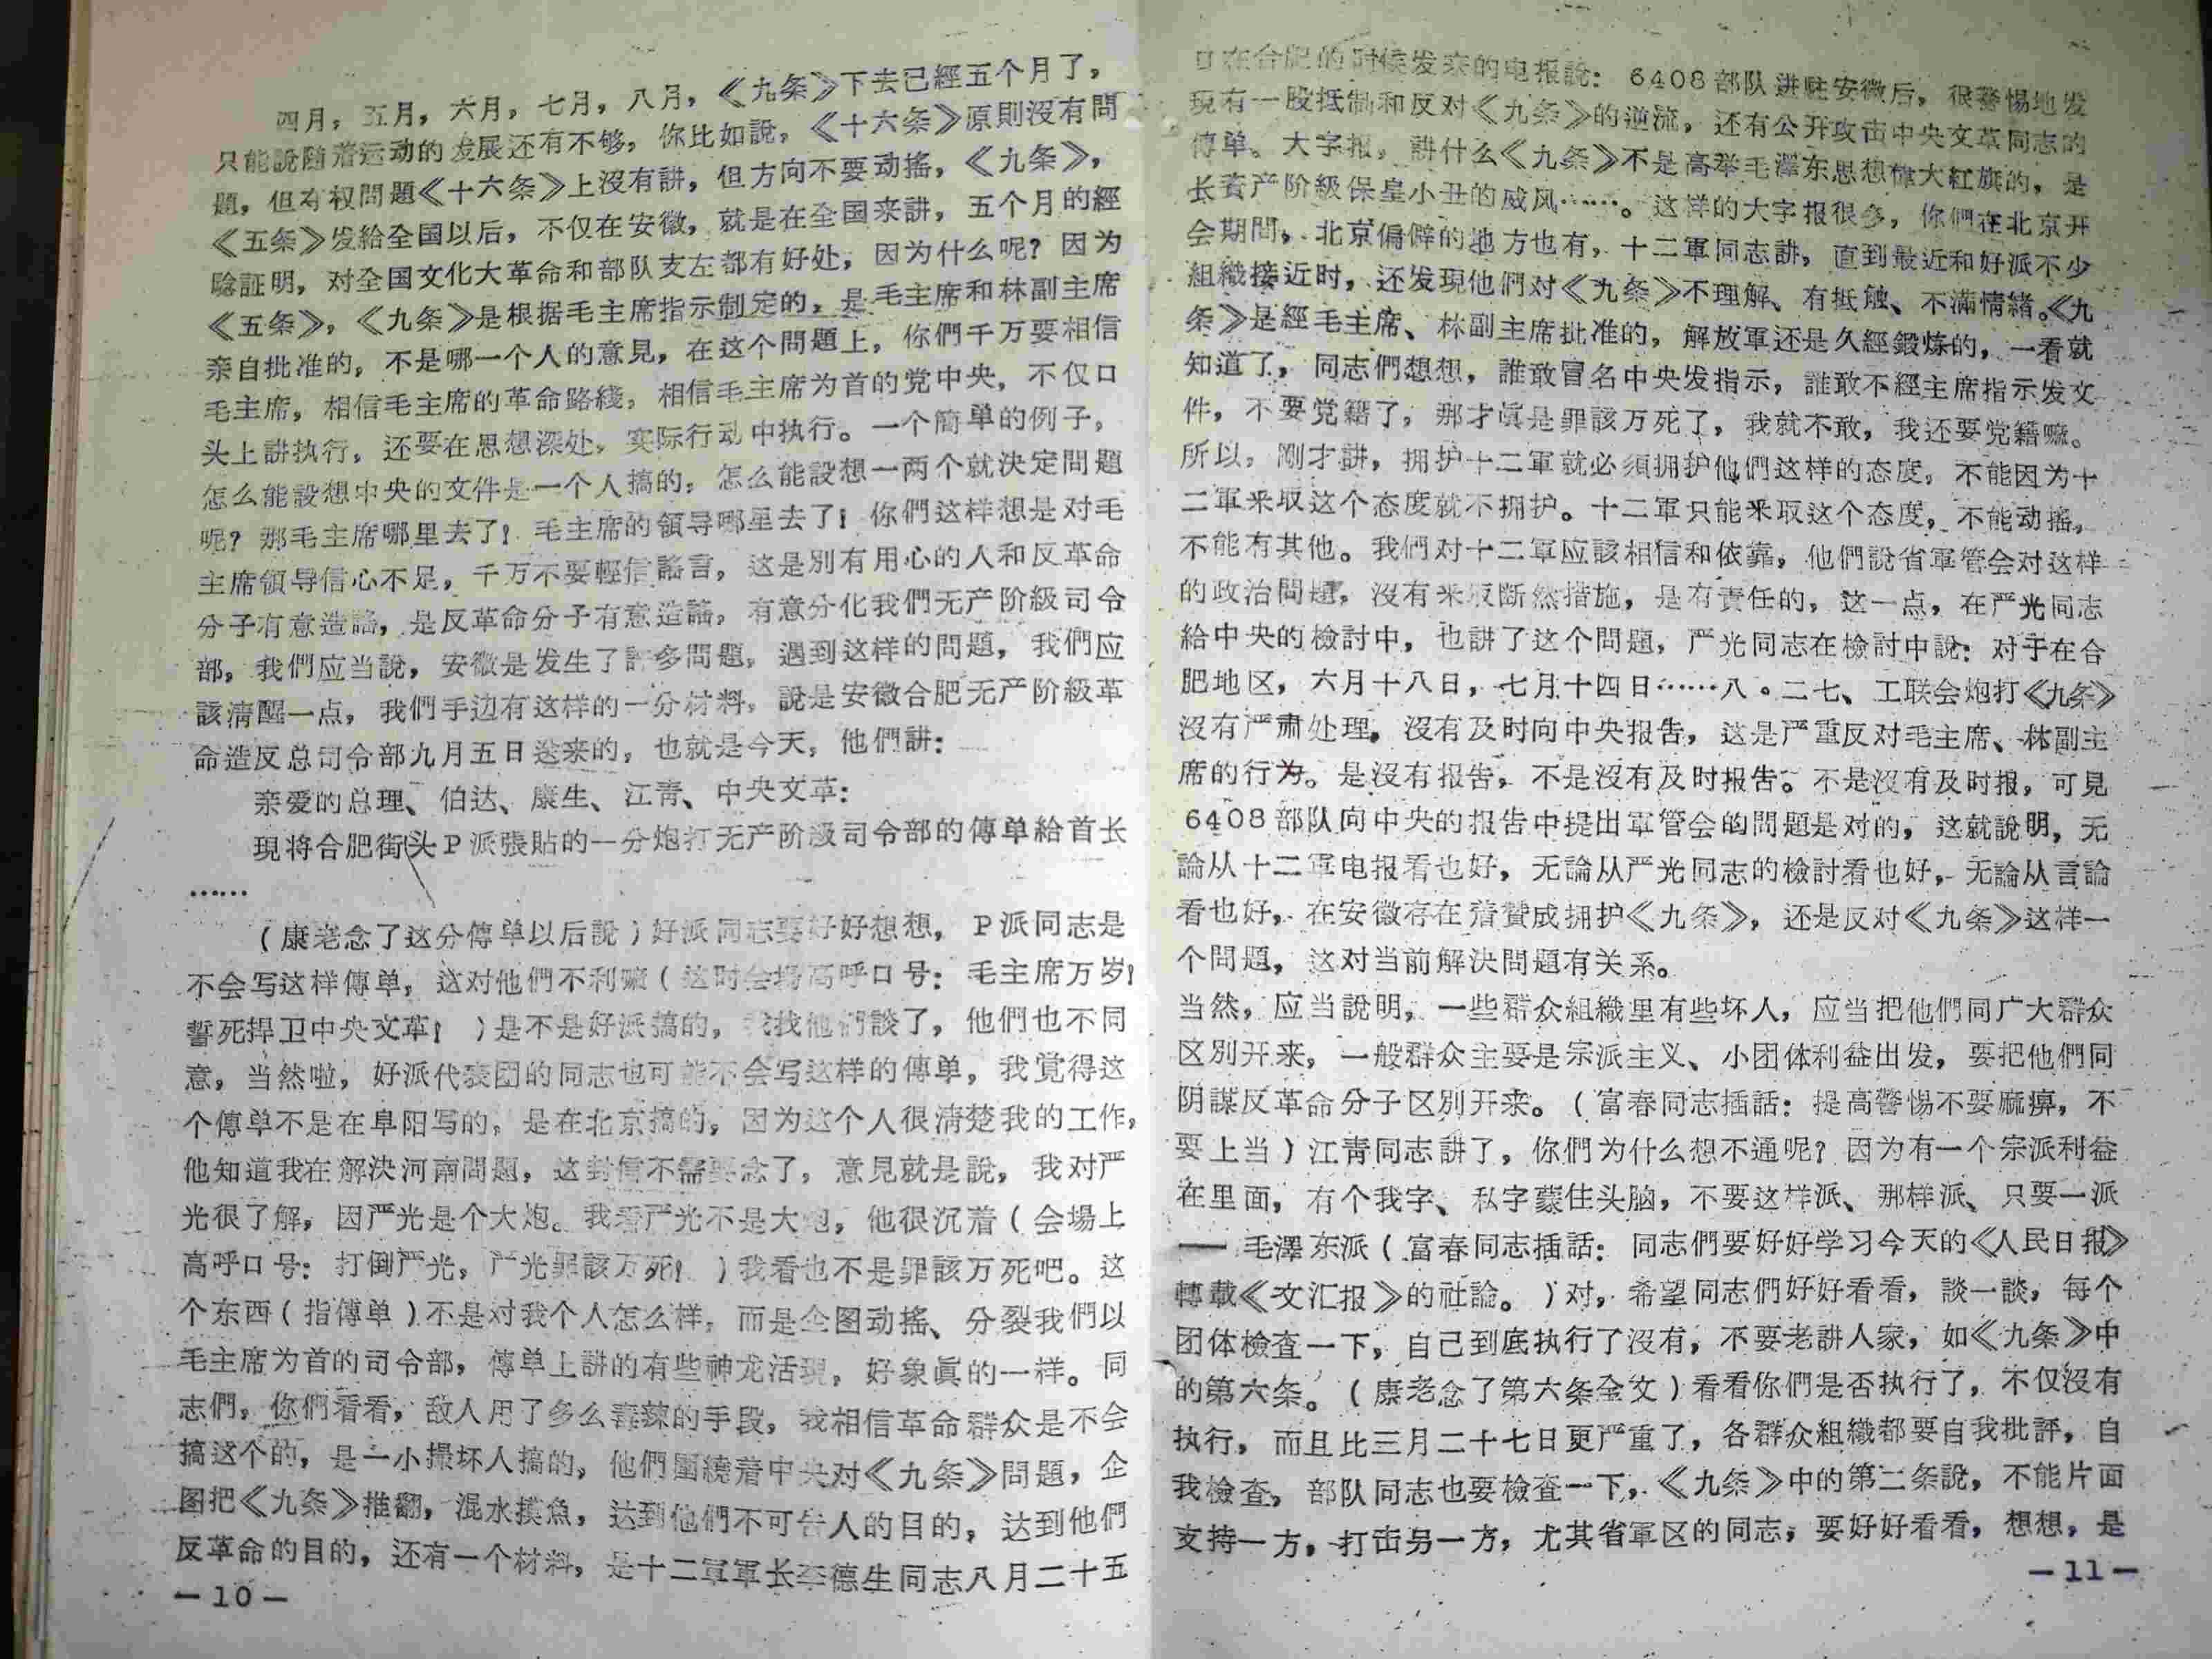 四月，五月，六月，七月，八月，《九条》下去已經五个月了，
只能說随着运动的发展还有不够，你比如說，《十六条》原則沒有問
題，但夺权問題《十六条》上沒有講，但方向不要动搖，《九条》，
《五条》发給全国以后，不仅在安徽，就是在全国来講，五个月的經
驗証明，对全国文化大革命和部队支左都有好处，因为什么呢？因为
《五条》，《九条》是根据毛主席指示制定的，是毛主席和林副主席
亲自批准的，不是哪一个人的意見，在这个問題上，你們千万要相信
毛主席，相信毛主席的革命路綫，相信毛主席为首的党中央，不仅口
头上講执行，还要在思想深处，实际行动中执行。一个簡单的例子，
怎么能設想中央的文件是一个人搞的，怎么能設想一两个就决定問題
呢？那毛主席哪里去了！毛主席的領导哪里去了！你們这样想是对毛
主席領导信心不足，千万不要輕信謠言，这是別有用心的人和反革命
分子有意造謠，是反革命分子有意造謠，有意分化我們无产阶級司令
部，我們应当說，安徽是发生了許多問題，遇到这样的問題，我們应
該清醒一点，我們手边有这样的一分材料，說是安徽合肥无产阶級革
命造反总司令部九月五日送来的，也就是今天，他們講：
亲爱的总理、伯达、康生、江青、中央文革：
現将合肥街头P派張貼的一分炮打无产阶級司令部的傳单給首长
……
（康老念了这分傳单以后說）好派同志要好好想想，P派同志是
不会写这样傳单，这对他們不利嘛（这时会場高呼口号：毛主席万岁！
誓死捍卫中央文革！）是不是好派搞的，我找他們談了，他們也不同
意，当然啦，好派代表团的同志也可能不会写这样的傳单，我觉得这
个傳单不是在阜阳写的，是在北京搞的，因为这个人很清楚我的工作，
他知道我在解決河南問題，这封信不需要念了，意見就是說，我对严
光很了解，因严光是个大炮。我看严光不是大炮，他很沉着（会場上
高呼口号：打倒严光，严光罪該万死！）我看也不是罪該万死吧。这
个东西（指傳单）不是对我个人怎么样，而是企图动搖、分裂我們以
毛主席为首的司令部，傳单上講的有些神龙活現，好象眞的一样。同
志們，你們看看，敌人用了多么毒辣的手段，我相信革命群众是不会
搞这个的，是一小撮坏人搞的，他們圍繞着中央对《九条》問題，企
图把《九条》推翻，混水摸魚，达到他們不可告人的目的，达到他們
反革命的目的，还有一个材料，是十二軍軍长李德生同志八月二十五
—10—
日在合肥的时候发来的电报說：6408部队进駐安徽后，很警惕地发
現有一股抵制和反对《九条》的逆流，还有公开攻击中央文革同志的
傳单、大字报，講什么《九条》不是高举毛澤东思想偉大紅旗的，是
长資产阶級保皇小丑的威风……。这样的大字报很多，你們在北京开
会期間，北京偏僻的地方也有，十二軍同志講，直到最近和好派不少
組織接近时，还发現他們对《九条》不理解、有抵触、不滿情緒。《九
条》是經毛主席、林副主席批准的，解放軍还是久經鍛炼的，一看就
知道了，同志們想想，誰敢冒名中央发指示，誰敢不經主席指示发文
件，不要党籍了，那才眞是罪該万死了，我就不敢，我还要党籍嘛。
所以，刚才講，拥护十二軍就必須拥护他們这样的态度，不能因为十
二軍采取这个态度就不拥护。十二軍只能采取这个态度，不能动搖，
不能有其他。我們对十二軍应該相信和依靠，他們說省軍管会对这样
的政治問題，沒有采取断然措施，是有責任的，这一点，在严光同志
給中央的檢討中，也講了这个問題，严光同志在檢討中說：对于在合
肥地区，六月十八日，七月十四日……八·二七、工联会炮打《九条》
沒有严肃处理，沒有及时向中央报告，这是严重反对毛主席、林副主
席的行为。是沒有报告，不是沒有及时报告。不是沒有及时报，可見
6408部队向中央的报告中提出軍管会的問題是对的，这就說明，无
論从十二軍电报看也好，无論从严光同志的檢討看也好，无論从言論
看也好，在安徽存在着贊成拥护《九条》，还是反对《九条》这样一
个問題，这对当前解決問題有关系。
当然，应当說明，一些群众組織里有些坏人，应当把他們同广大群众
区別开来，一般群众主要是宗派主义、小团体利益出发，要把他們同
阴謀反革命分子区別开来。（富春同志插話：提高警惕不要麻痹，不
要上当）江青同志講了，你們为什么想不通呢？因为有一个宗派利益
在里面，有个我字、私字蒙住头脑，不要这样派、那样派、只要一派
——毛澤东派（富春同志插話：同志們要好好学习今天的《人民日报》
轉載《文汇报》的社論。）对，希望同志們好好看看，談一談，每个
团体檢查一下，自己到底执行了沒有，不要老講人家，如《九条》中
的第六条。（康老念了第六条全文）看看你們是否执行了，不仅沒有
执行，而且比三月二十七日更严重了，各群众組織都要自我批評，自
我檢查，部队同志也要檢查一下，《九条》中的第二条說，不能片面
支持一方，打击另一方，尤其省軍区的同志，要好好看看，想想，是
—11—